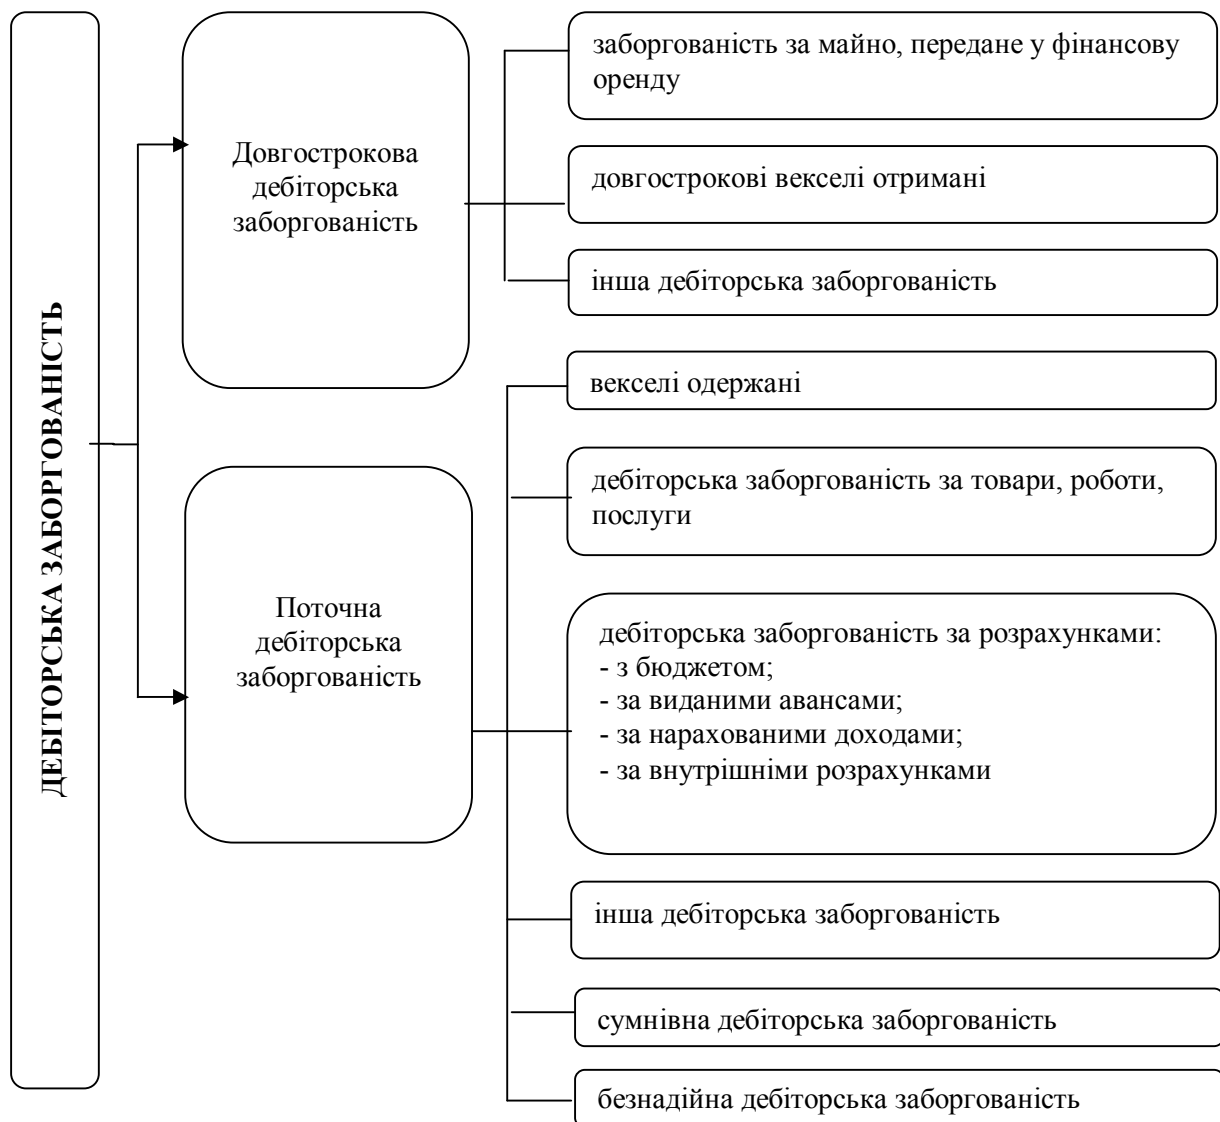 ДЕБІТОРСЬКА ЗАБОРГОВАНІСТЬ
Довгострокова
дебіторська
заборгованість
заборгованість за майно, передане у фінансову
оренду
довгострокові векселі отримані
інша дебіторська заборгованість
Поточна
дебіторська
заборгованість
векселі одержані
дебіторська заборгованість за товари, роботи,
послуги
дебіторська заборгованість за розрахунками:
- з бюджетом;
- за виданими авансами;
- за нарахованими доходами;
- за внутрішніми розрахунками
інша дебіторська заборгованість
сумнівна дебіторська заборгованість
безнадійна дебіторська заборгованість